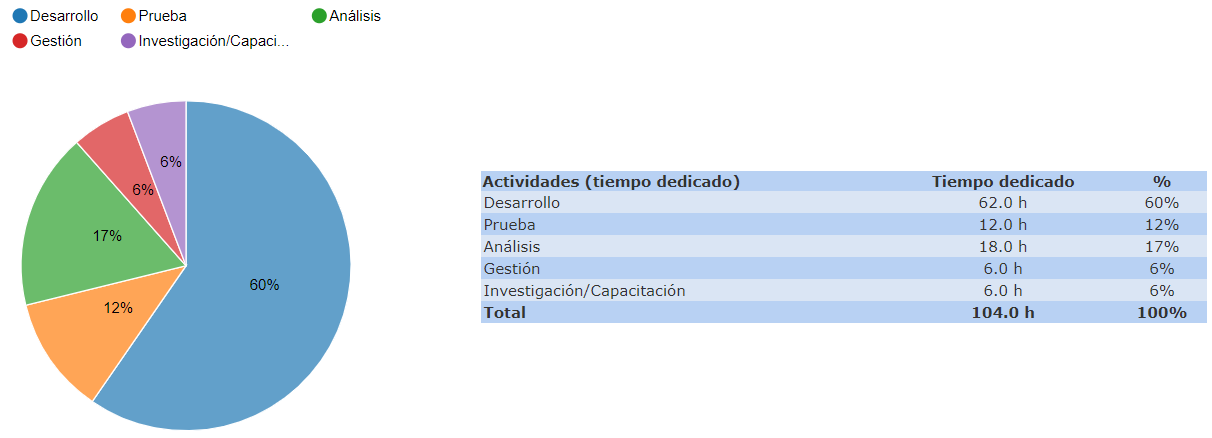 Desarrollo Prueba Análisis
Gestión Investigación/Capaci...
6%
6%
17%
60%
12%
Actividades (tiempo dedicado) Tiempo dedicado %
Desarrollo 62.0 h 60%
Prueba 12.0 h 12%
Análisis 18.0 h 17%
Gestión 6.0 h 6%
Investigación/Capacitación 6.0 h 6%
Total 104.0 h 100%